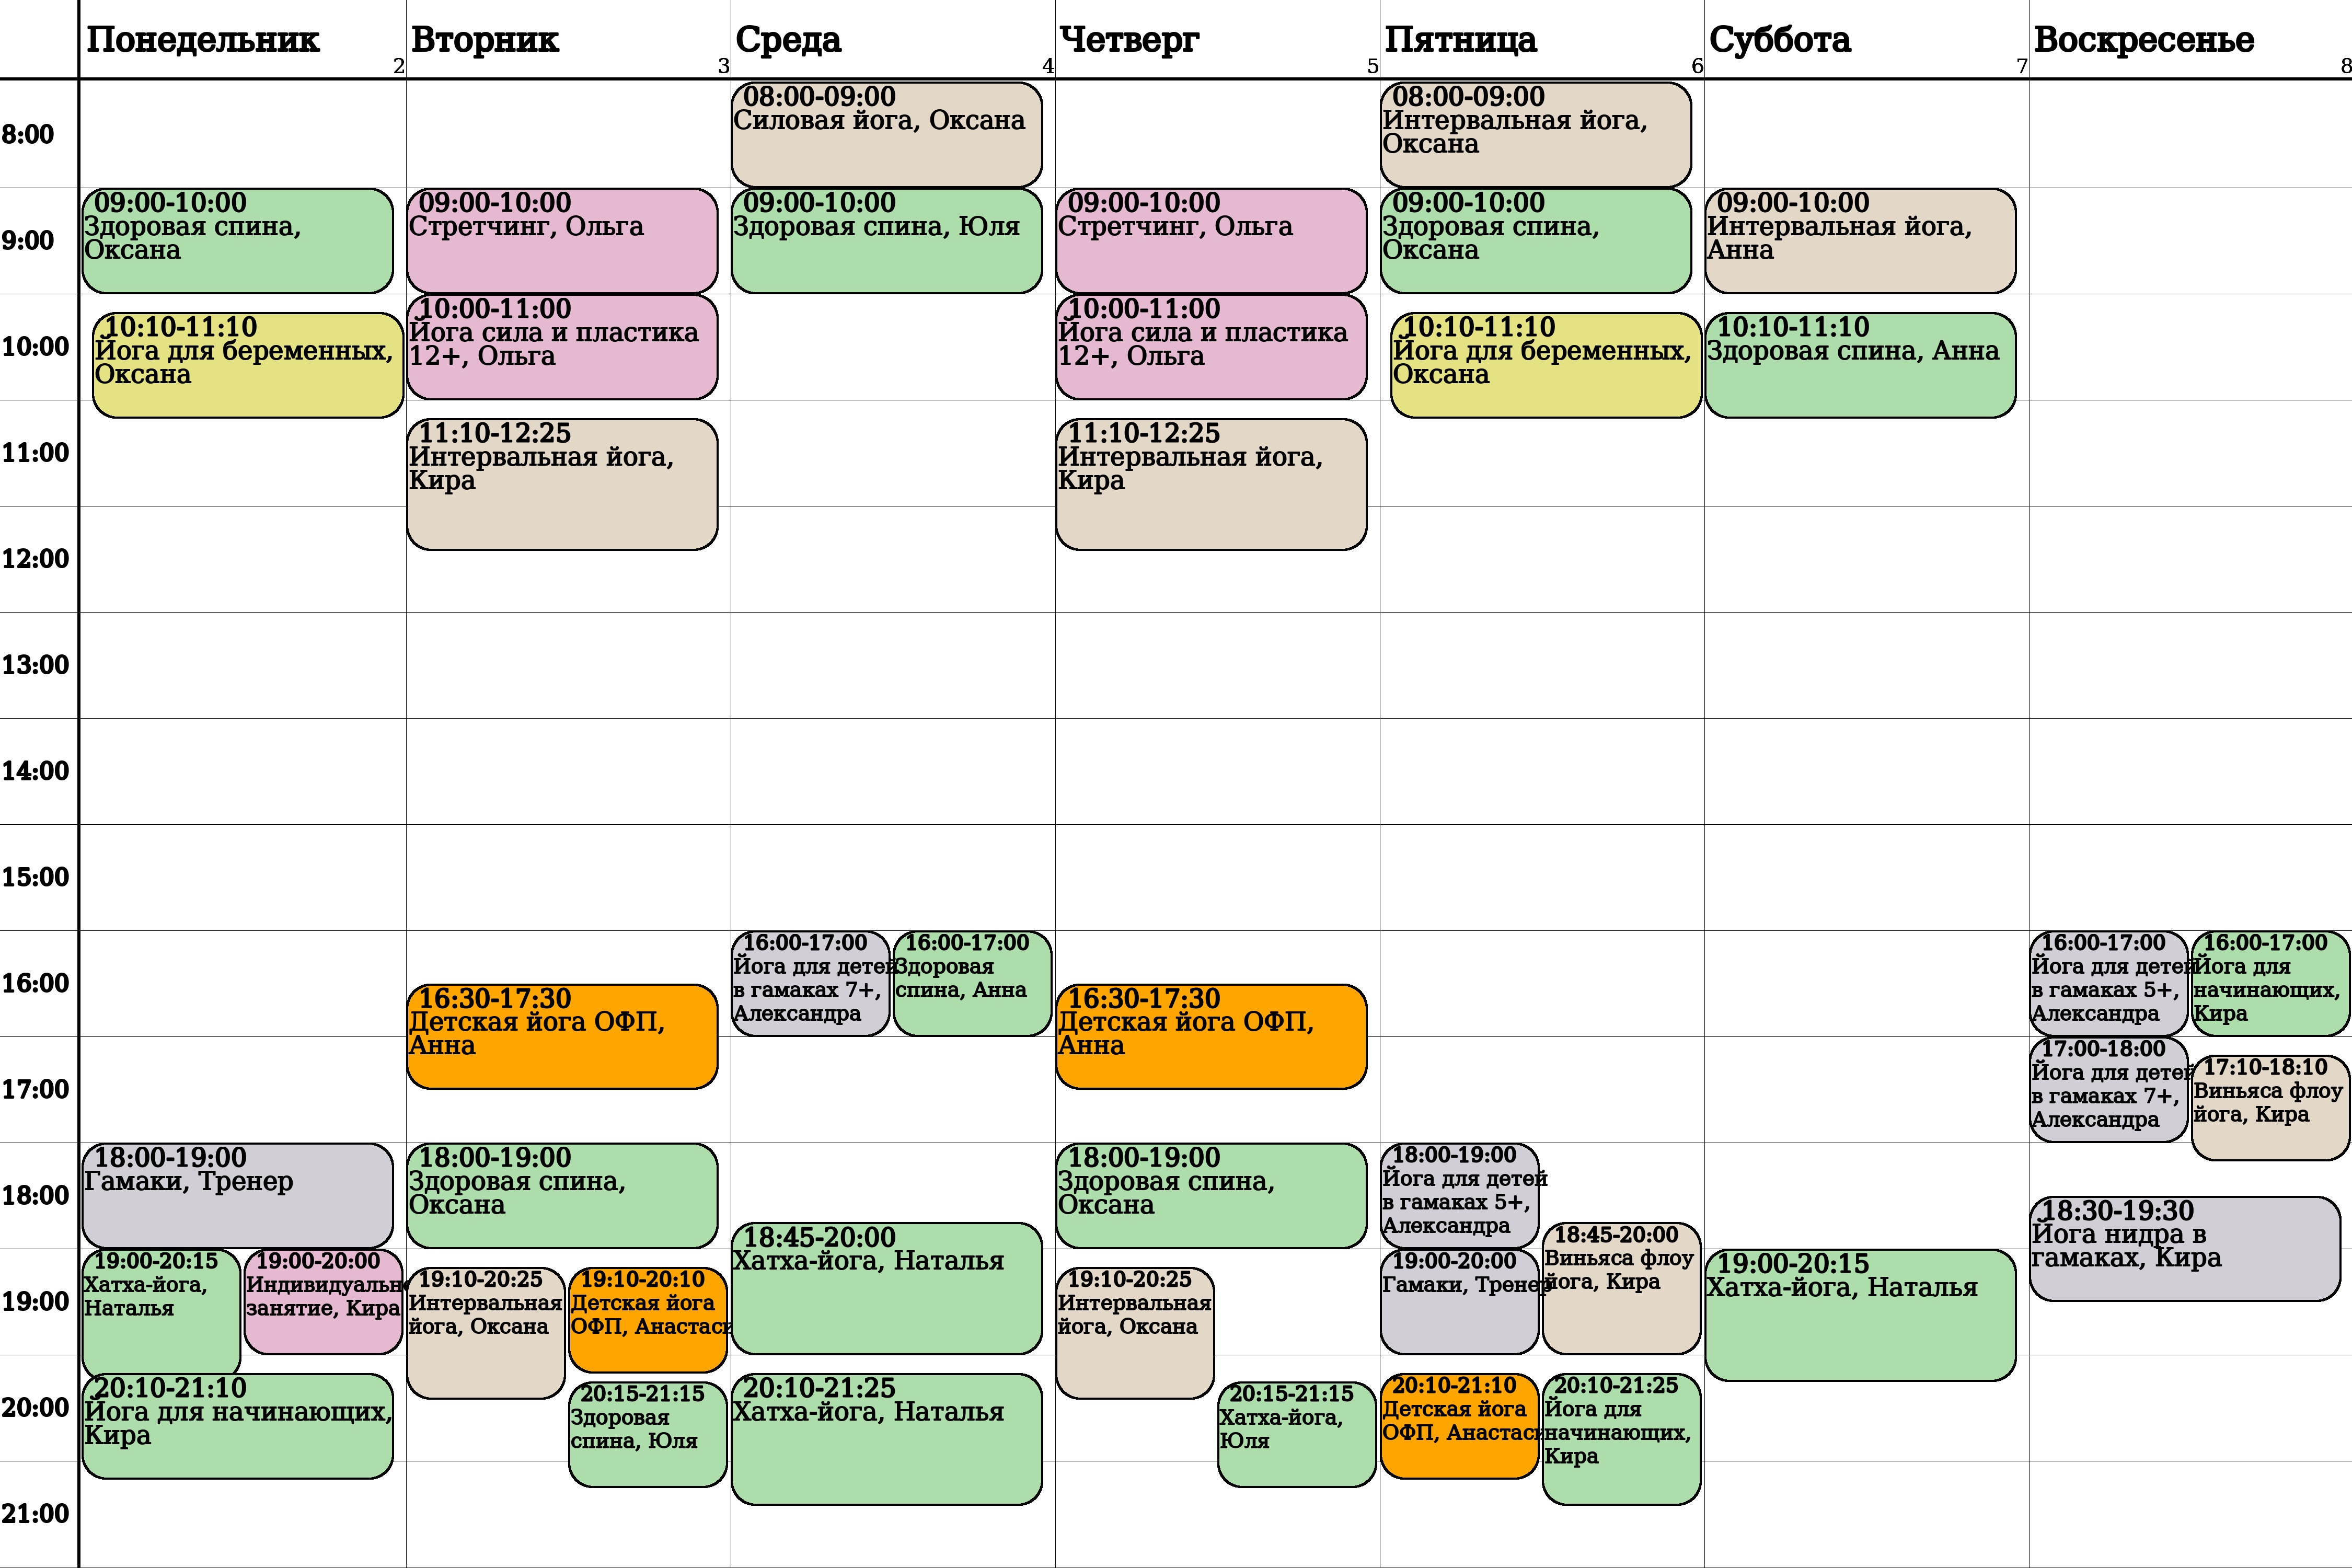 Понедельник
2
Вторник
3
Среда
4
Четверг
5
Пятница
6
Суббота
7
Воскресенье
8
8:00
9:00
10:00
11:00
12:00
13:00
14:00
15:00
16:00
17:00
18:00
19:00
20:00
21:00
09:00-10:00
Здоровая спина,
Оксана
10:10-11:10
Йога для беременных,
Оксана
18:00-19:00
Гамаки, Тренер
19:00-20:15
Хатха-йога,
Наталья
19:00-20:00
Индивидуальн
занятие, Кира
20:10-21:10
Йога для начинающих,
Кира
09:00-10:00
Стретчинг, Ольга
10:00-11:00
Йога сила и пластика
12+, Ольга
11:10-12:25
Интервальная йога,
Кира
16:30-17:30
Детская йога ОФП,
Анна
18:00-19:00
Здоровая спина,
Оксана
19:10-20:25
Интервальная
йога, Оксана
19:10-20:10
Детская йога
ОФП, Анастаси
20:15-21:15
Здоровая
спина, Юля
08:00-09:00
Силовая йога, Оксана
09:00-10:00
Здоровая спина, Юля
16:00-17:00
Йога для детей
в гамаках 7+,
Александра
16:00-17:00
Здоровая
спина, Анна
18:45-20:00
Хатха-йога, Наталья
20:10-21:25
Хатха-йога, Наталья
09:00-10:00
Стретчинг, Ольга
10:00-11:00
Йога сила и пластика
12+, Ольга
11:10-12:25
Интервальная йога,
Кира
16:30-17:30
Детская йога ОФП,
Анна
18:00-19:00
Здоровая спина,
Оксана
19:10-20:25
Интервальная
йога, Оксана
20:15-21:15
Хатха-йога,
Юля
08:00-09:00
Интервальная йога,
Оксана
09:00-10:00
Здоровая спина,
Оксана
10:10-11:10
Йога для беременных,
Оксана
18:00-19:00
Йога для детей
в гамаках 5+,
Александра
18:45-20:00
Виньяса флоу
йога, Кира
19:00-20:00
Гамаки, Тренер
20:10-21:10
Детская йога
ОФП, Анастаси
20:10-21:25
Йога для
начинающих,
Кира
09:00-10:00
Интервальная йога,
Анна
10:10-11:10
Здоровая спина, Анна
19:00-20:15
Хатха-йога, Наталья
16:00-17:00
Йога для детей
в гамаках 5+,
Александра
16:00-17:00
Йога для
начинающих,
Кира
17:00-18:00
Йога для детей
в гамаках 7+,
Александра
17:10-18:10
Виньяса флоу
йога, Кира
18:30-19:30
Йога нидра в
гамаках, Кира